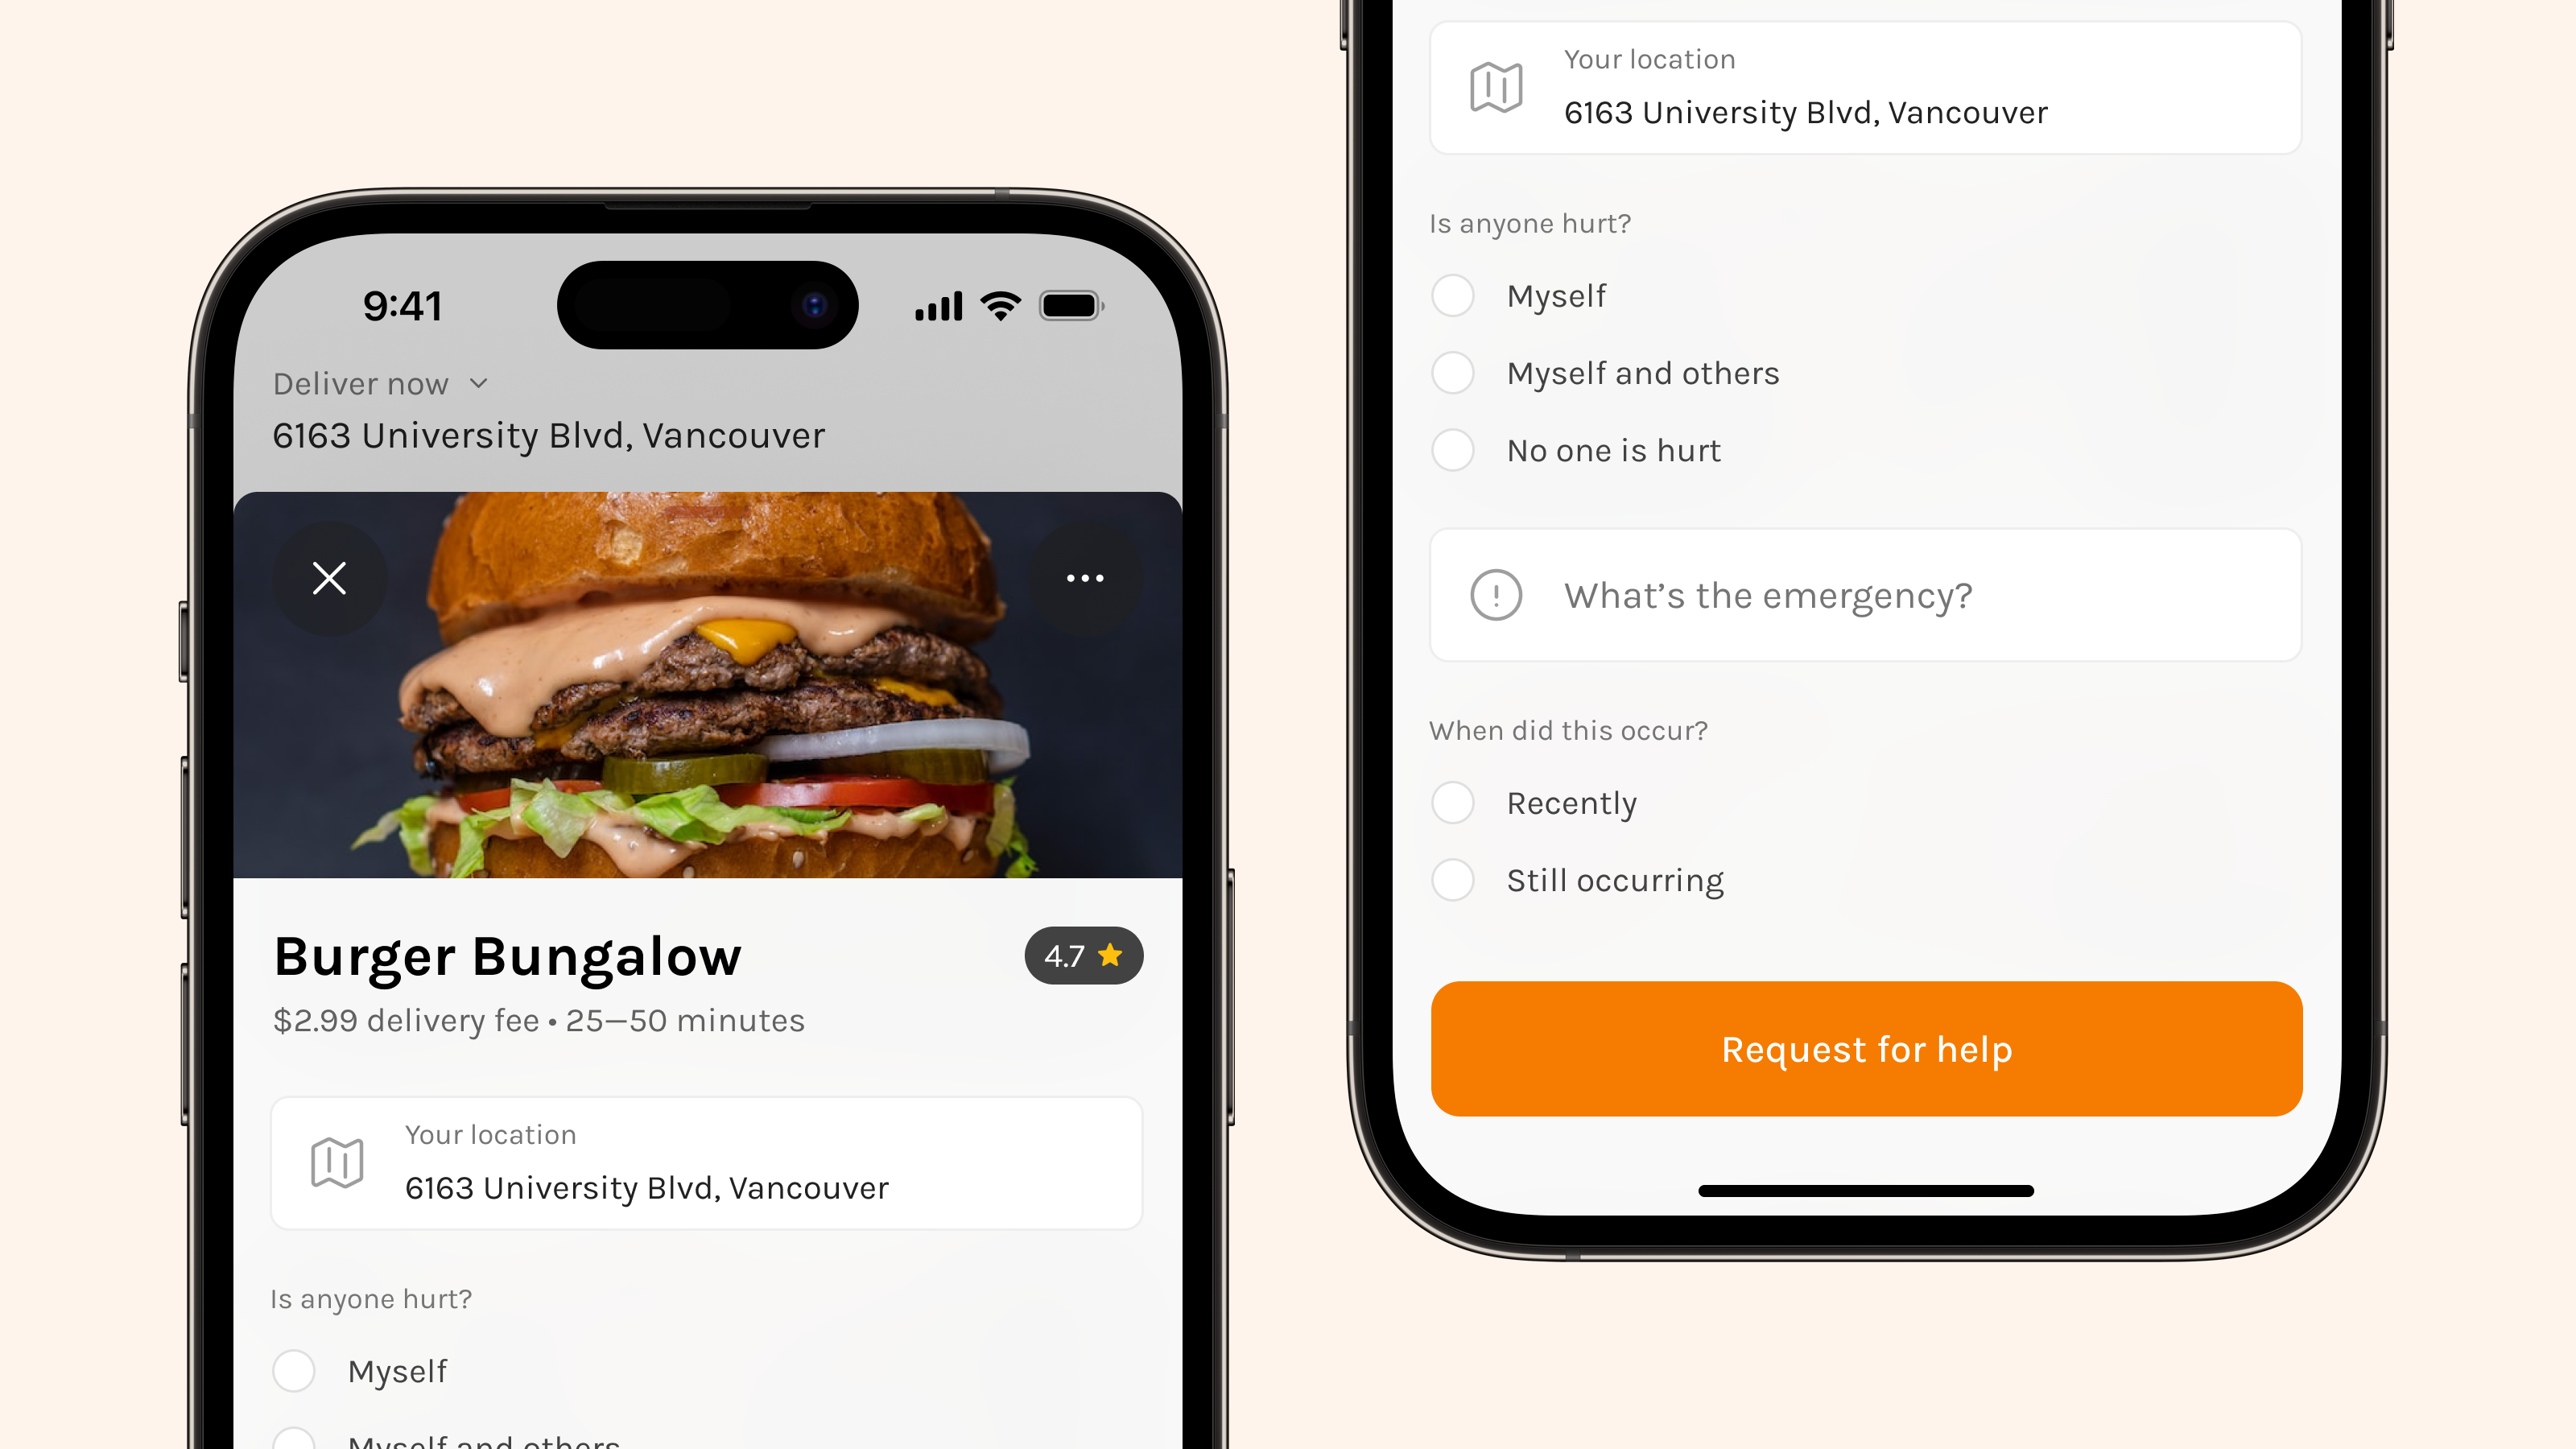 9:41
Deliver now
6163 University Blvd, Vancouver
Burger Bungalow
4.7
$2.99 delivery fee • 25—50 minutes
Your location
6163 University Blvd, Vancouver
Is anyone hurt?
Myself
Myself and others
Your location
6163 University Blvd, Vancouver
Is anyone hurt?
Myself
Myself and others
No one is hurt
What's the emergency?
When did this occur?
Recently
Still occurring
Request for help